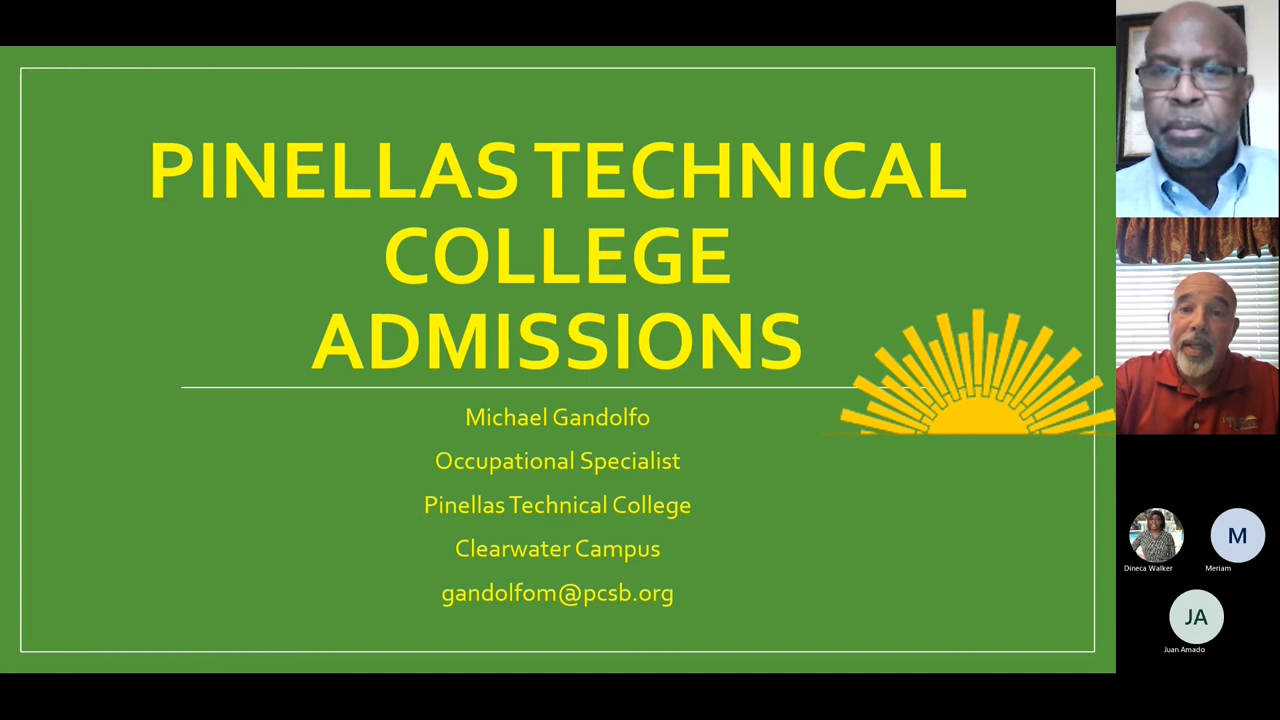 PINELLAS TECHNICAL
COLLEGE
ADMISSIONS
Michael Gandolfo
Occupational Specialist
Pinellas Technical College
Clearwater Campus
gandolfom@pcsb.org
Dineca Walker
M
Meriam
JA
Juan Amado